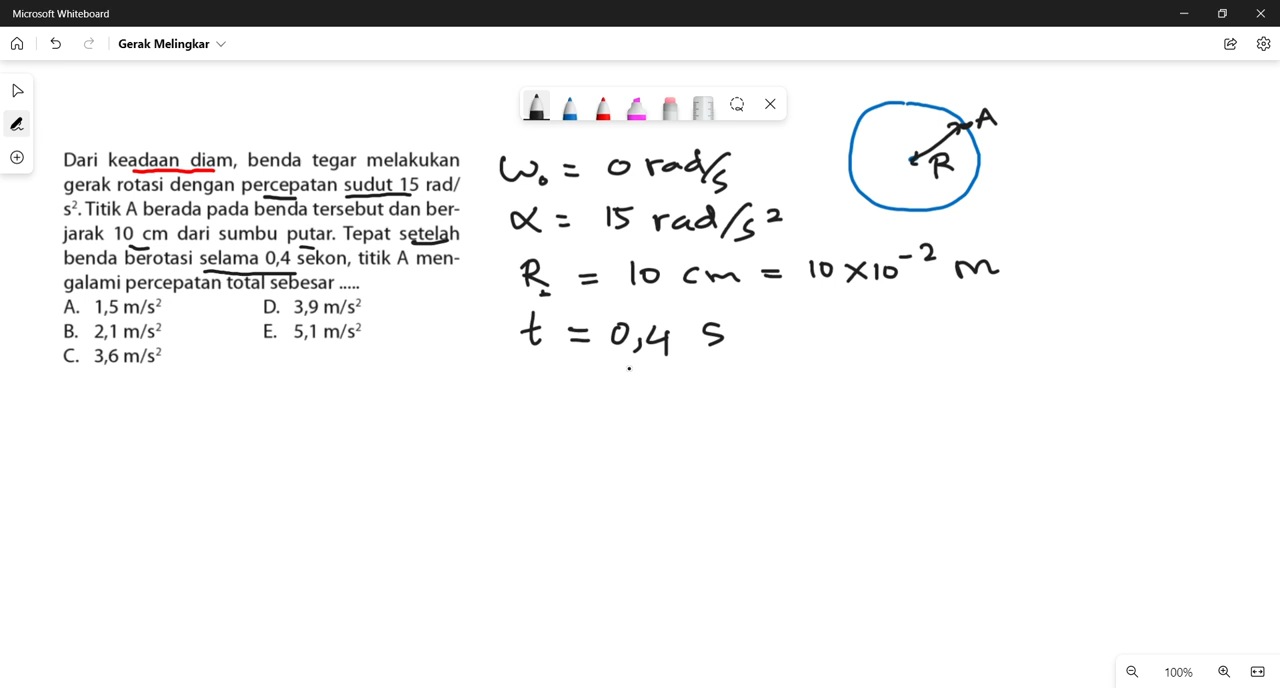 Microsoft Whiteboard
Gerak Melingkar
Dari keadaan diam, benda tegar melakukan
gerak rotasi dengan percepatan sudut 15 rad/
s². Titik A berada pada benda tersebut dan ber-
jarak 10 cm dari sumbu putar. Tepat setelah
benda berotasi selama 0,4 sekon, titik A men-
galami percepatan total sebesar .....
A. 1,5 m/s² D. 3,9 m/s²
B. 2,1 m/s² E. 5,1 m/s²
C. 3,6 m/s²
ω₀ = 0 rad/s
α = 15 rad/s²
R = 10 cm = 10 × 10⁻² m
t = 0,4 s
A
R
100%